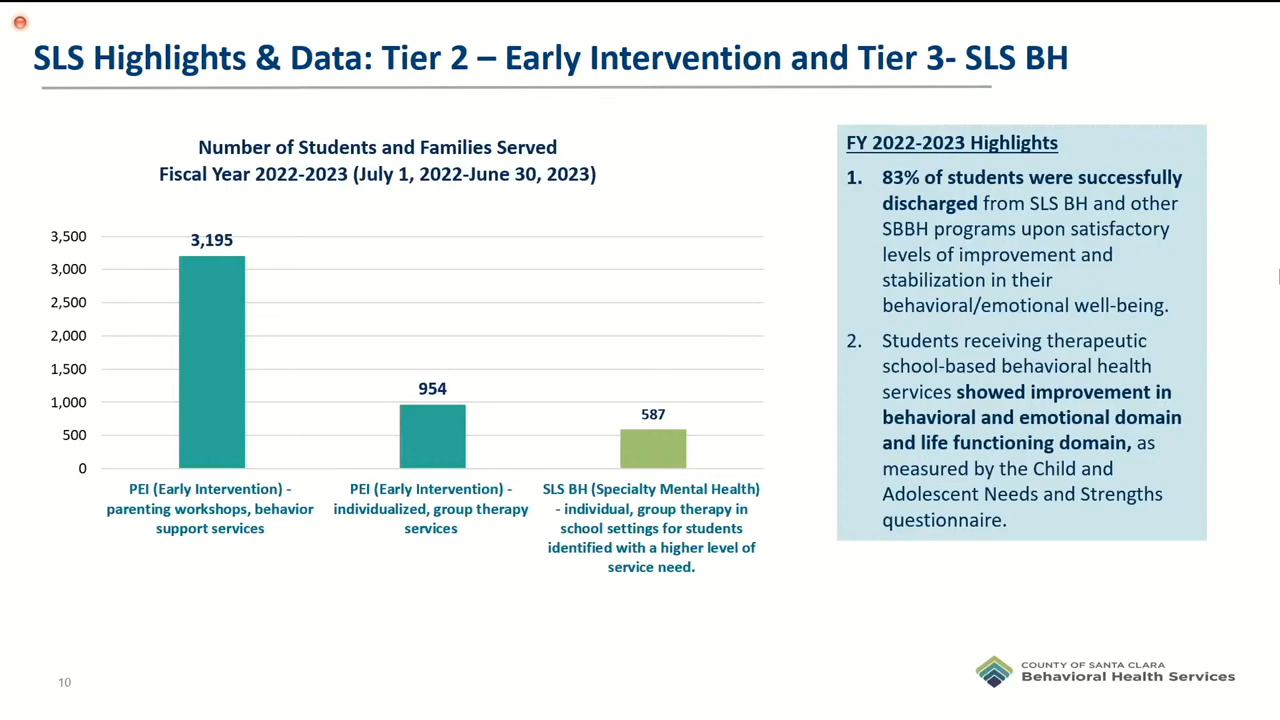 SLS Highlights & Data: Tier 2 – Early Intervention and Tier 3- SLS BH
Number of Students and Families Served
Fiscal Year 2022-2023 (July 1, 2022-June 30, 2023)
3,500
3,000
2,500
2,000
1,500
1,000
500
0
3,195
954
587
PEI (Early Intervention) -
parenting workshops, behavior
support services
PEI (Early Intervention) -
individualized, group therapy
services
SLS BH (Specialty Mental Health)
- individual, group therapy in
school settings for students
identified with a higher level of
service need.
FY 2022-2023 Highlights
1. 83% of students were successfully
discharged from SLS BH and other
SBBH programs upon satisfactory
levels of improvement and
stabilization in their
behavioral/emotional well-being.
2. Students receiving therapeutic
school-based behavioral health
services showed improvement in
behavioral and emotional domain
and life functioning domain, as
measured by the Child and
Adolescent Needs and Strengths
questionnaire.
10
COUNTY OF SANTA CLARA
Behavioral Health Services